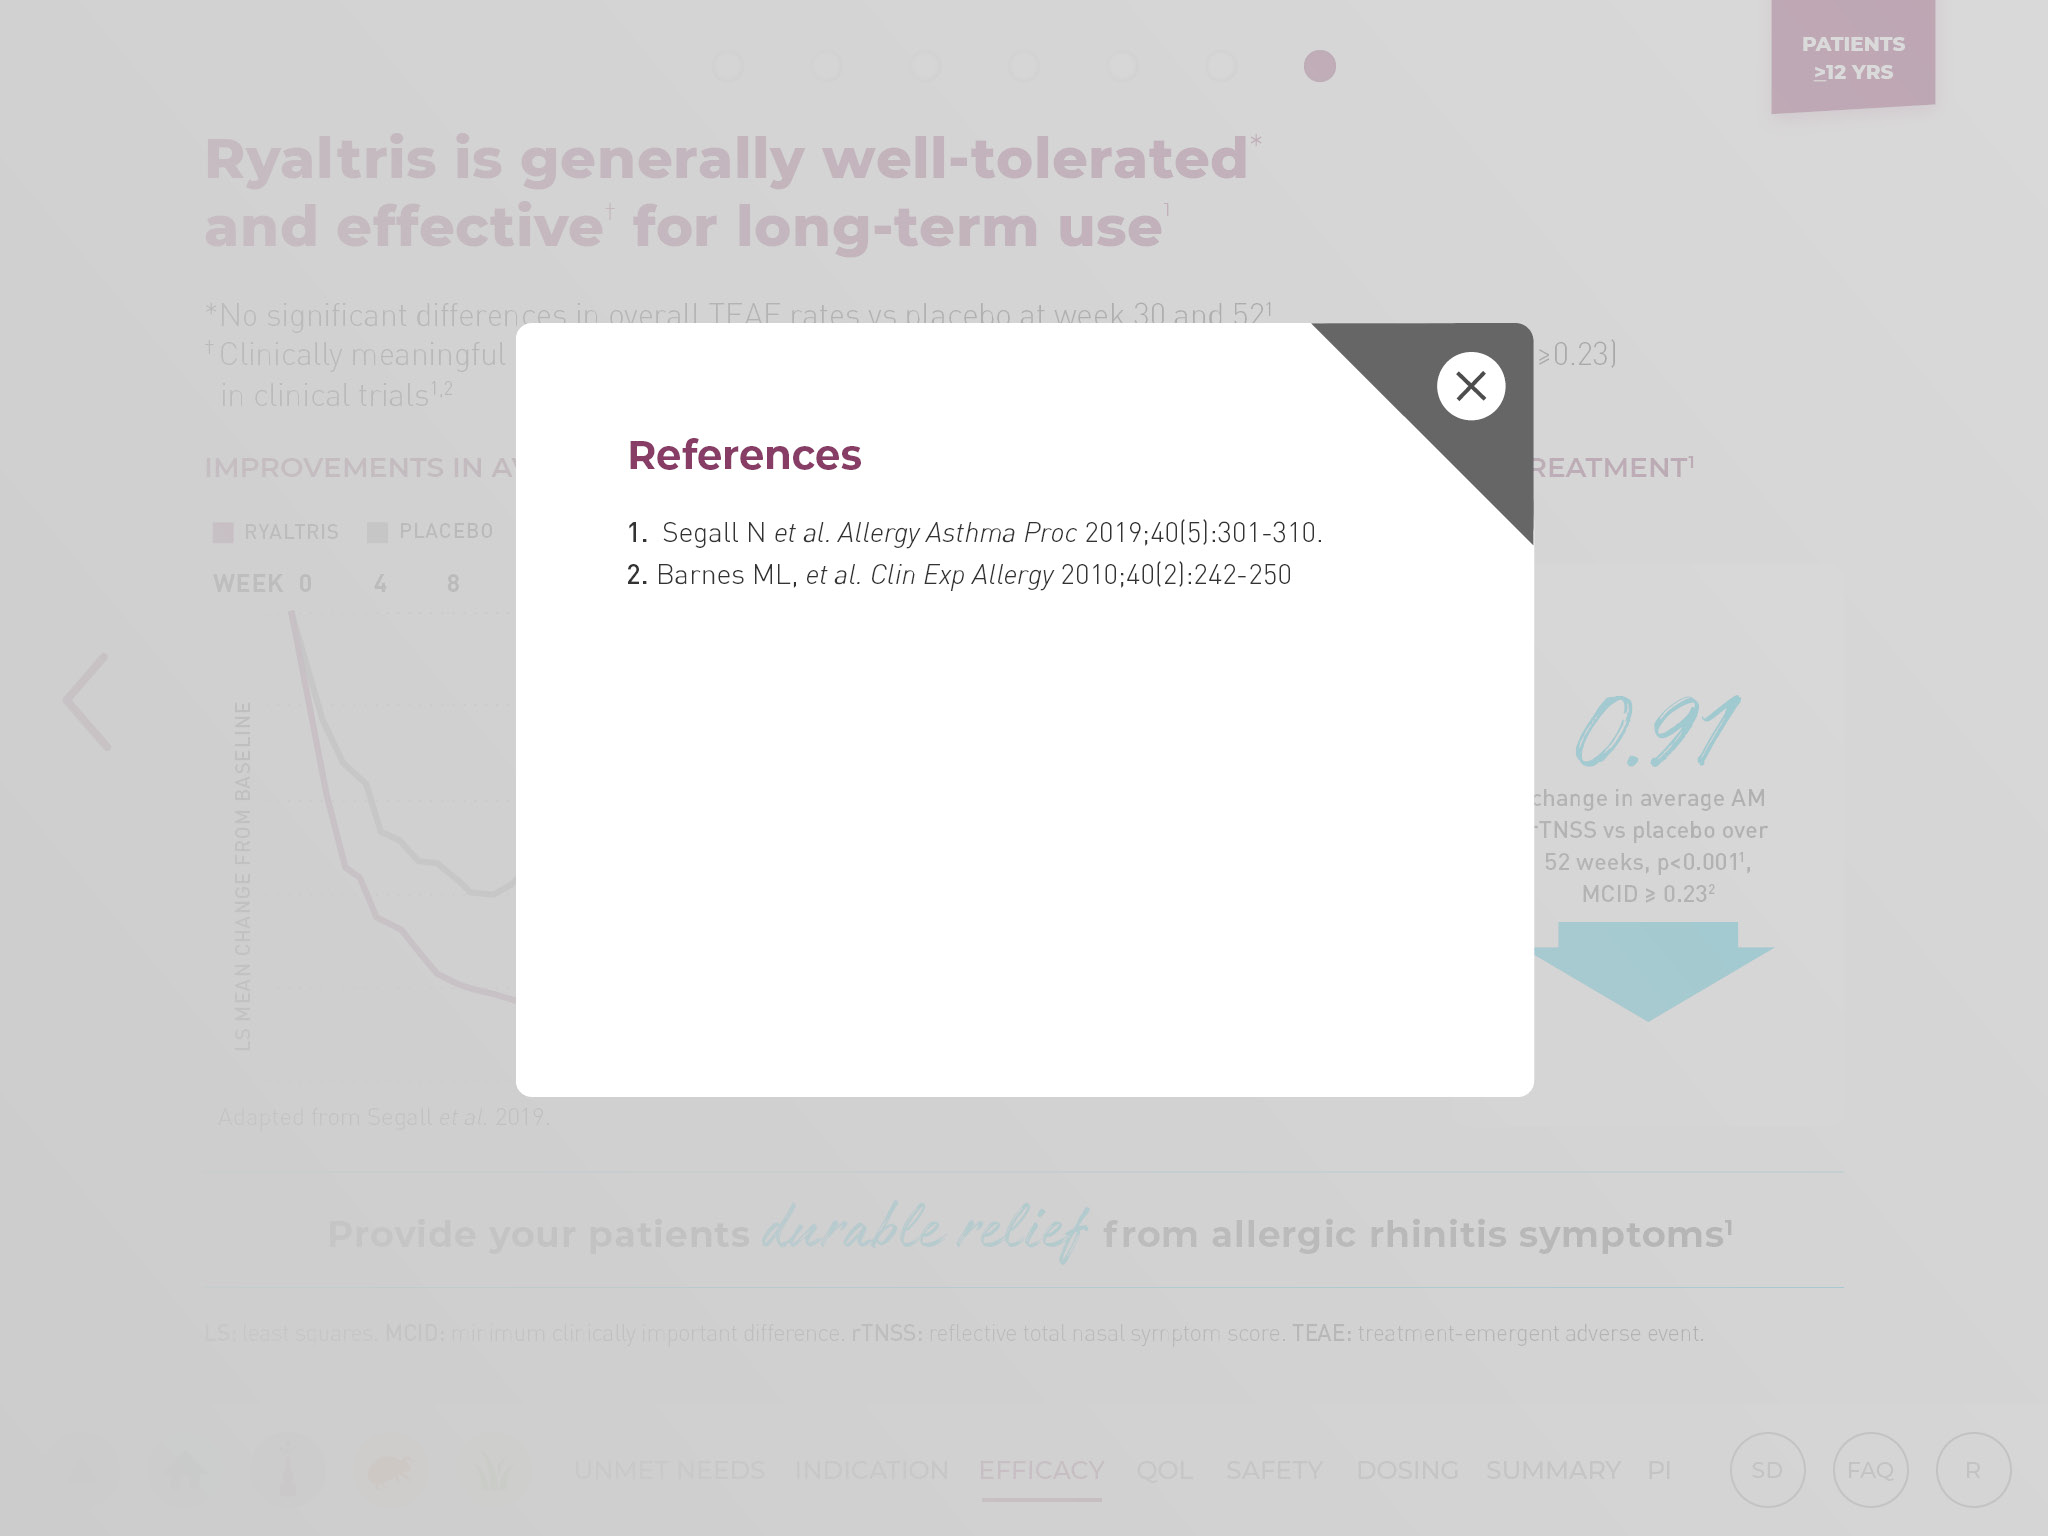 PATIENTS
≥12 YRS
Ryaltris is generally well-tolerated*
and effective† for long-term use¹
*No significant differences in overall TEAE rates vs placebo at week 30 and 52¹
†Clinically meaningful
≥0.23)
in clinical trials¹,²
IMPROVEMENTS IN
¹
RYALTRIS PLACEBO
WEEK 0 4 8
LS MEAN CHANGE FROM BASELINE
References
1. Segall N et al. Allergy Asthma Proc 2019;40(5):301-310.
2. Barnes ML, et al. Clin Exp Allergy 2010;40(2):242-250
0.91
change in average AM
rTNSS vs placebo over
52 weeks, p<0.001¹,
MCID ≥ 0.23²
Adapted from Segall et al. 2019.
Provide your patients durable relief from allergic rhinitis symptoms¹
LS: least squares. MCID: minimum clinically important difference. rTNSS: reflective total nasal symptom score. TEAE: treatment-emergent adverse event.
UNMET NEEDS INDICATION EFFICACY QOL SAFETY DOSING SUMMARY PI SD FAQ R